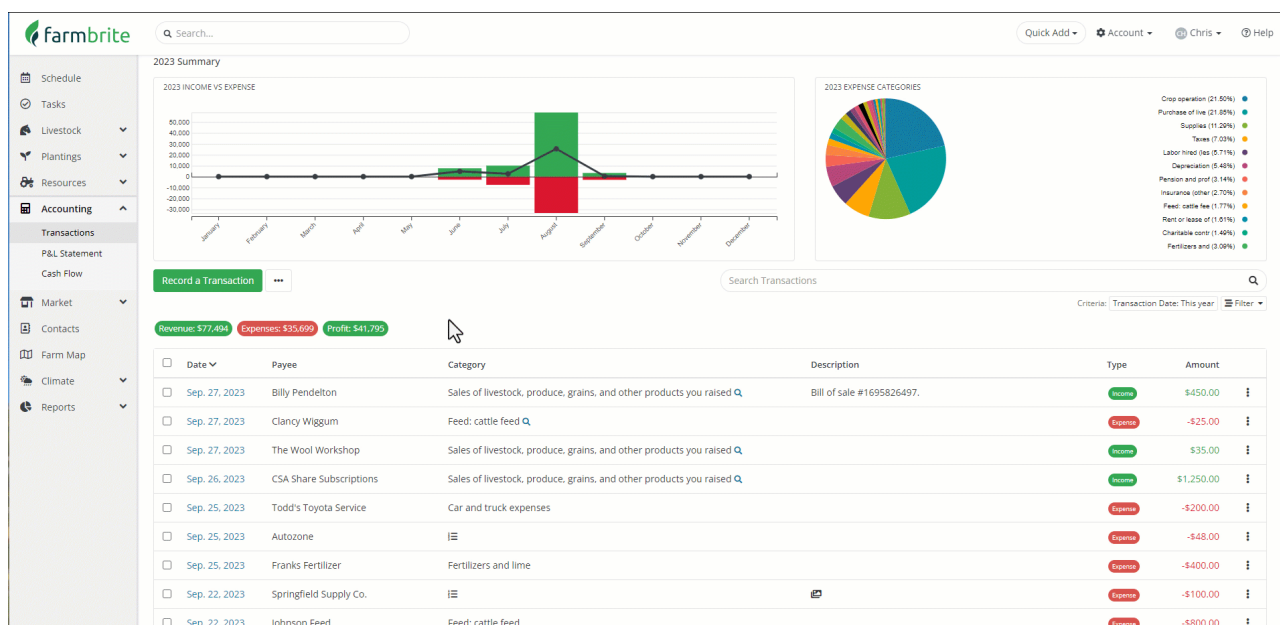 farmbrite
Search...
Quick Add
Account
CH Chris
Help
Schedule
Tasks
Livestock
Plantings
Resources
Accounting
Transactions
P&L Statement
Cash Flow
Market
Contacts
Farm Map
Climate
Reports
2023 Summary
2023 INCOME VS EXPENSE
50,000
40,000
30,000
20,000
10,000
0
-10,000
-20,000
-30,000
January
February
March
April
May
June
July
August
September
October
November
December
2023 EXPENSE CATEGORIES
Crop operation (21.50%)
Purchase of live (21.85%)
Supplies (11.29%)
Taxes (7.03%)
Labor hired (les (5.71%)
Depreciation (5.48%)
Pension and prof (3.14%)
Insurance (other (2.70%)
Feed: cattle fee (1.77%)
Rent or lease of (1.61%)
Charitable contr (1.49%)
Fertilizers and (3.09%)
Record a Transaction
Search Transactions
Criteria: Transaction Date: This year Filter
Revenue: $77,494 Expenses: $35,699 Profit: $41,795
Date Payee Category Description Type Amount
Sep. 27, 2023 Billy Pendelton Sales of livestock, produce, grains, and other products you raised Bill of sale #1695826497. Income $450.00
Sep. 27, 2023 Clancy Wiggum Feed: cattle feed Expense -$25.00
Sep. 27, 2023 The Wool Workshop Sales of livestock, produce, grains, and other products you raised Income $35.00
Sep. 26, 2023 CSA Share Subscriptions Sales of livestock, produce, grains, and other products you raised Income $1,250.00
Sep. 25, 2023 Todd's Toyota Service Car and truck expenses Expense -$200.00
Sep. 25, 2023 Autozone Expense -$48.00
Sep. 25, 2023 Franks Fertilizer Fertilizers and lime Expense -$400.00
Sep. 22, 2023 Springfield Supply Co. Expense -$100.00
Sep. 22, 2023 Johnson Feed Feed: cattle feed Expense -$800.00